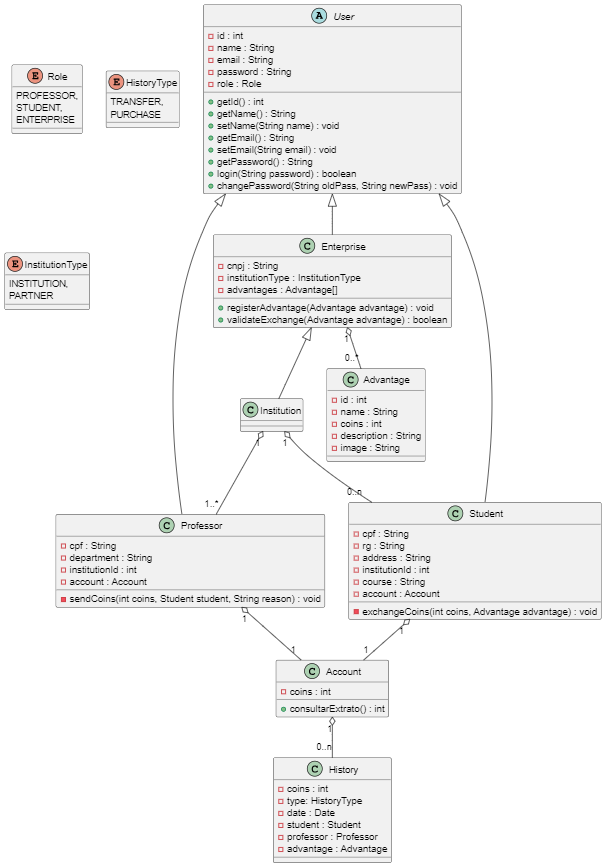 A User
id : int
name : String
email : String
password : String
role : Role
getId() : int
getName() : String
setName(String name) : void
getEmail() : String
setEmail(String email) : void
getPassword() : String
login(String password) : boolean
changePassword(String oldPass, String newPass) : void
E Role
PROFESSOR,
STUDENT,
ENTERPRISE
E HistoryType
TRANSFER,
PURCHASE
E InstitutionType
INSTITUTION,
PARTNER
C Enterprise
cnpj : String
institutionType : InstitutionType
advantages : Advantage[]
registerAdvantage(Advantage advantage) : void
validateExchange(Advantage advantage) : boolean
1
0..*
C Advantage
id : int
name : String
coins : int
description : String
image : String
C Institution
1
1
1..*
0..n
C Professor
cpf : String
department : String
institutionId : int
account : Account
sendCoins(int coins, Student student, String reason) : void
C Student
cpf : String
rg : String
address : String
institutionId : int
course : String
account : Account
exchangeCoins(int coins, Advantage advantage) : void
1
1
1
1
C Account
coins : int
consultarExtrato() : int
1
0..n
C History
coins : int
type: HistoryType
date : Date
student : Student
professor : Professor
advantage : Advantage